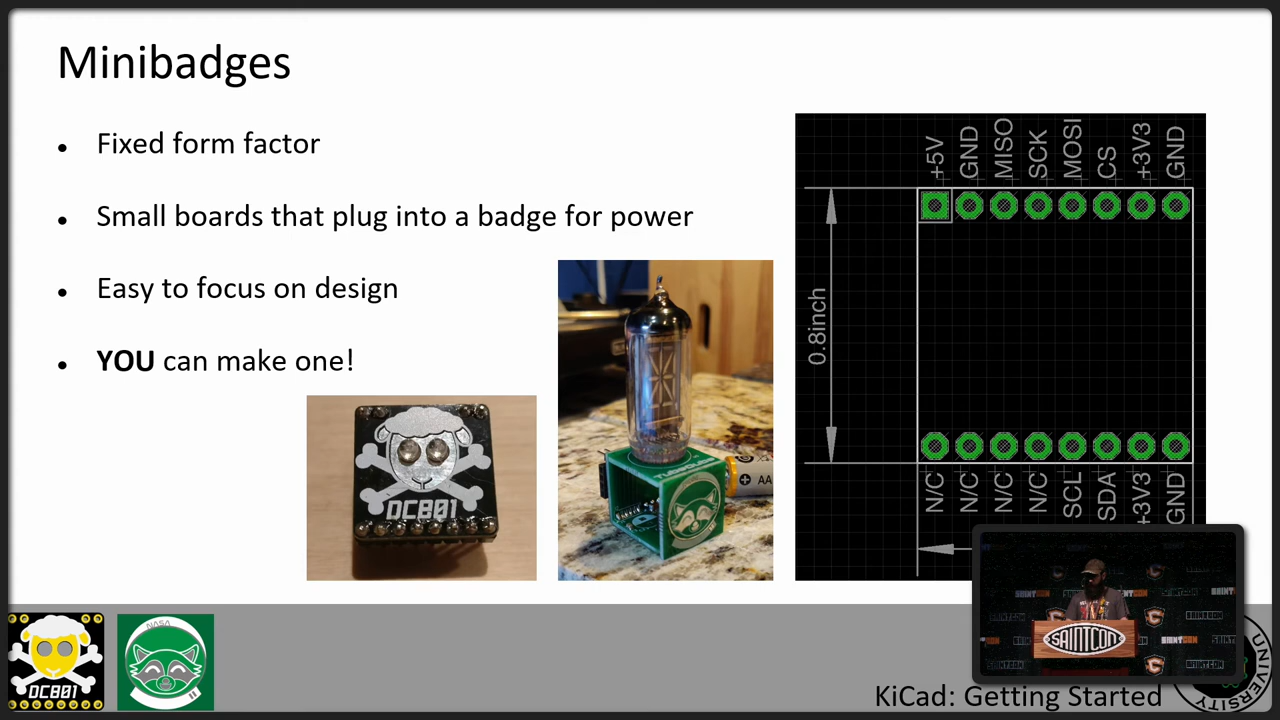 Minibadges
Fixed form factor
Small boards that plug into a badge for power
Easy to focus on design
YOU can make one!
+5V
GND
MISO
SCK
MOSI
CS
+3V3
GND
0.8inch
N/C
N/C
N/C
N/C
SCL
SDA
+3V3
GND
DC801
AA
DC801
NASA
SAINTCON
KiCad: Getting Started
UNIVERSITY